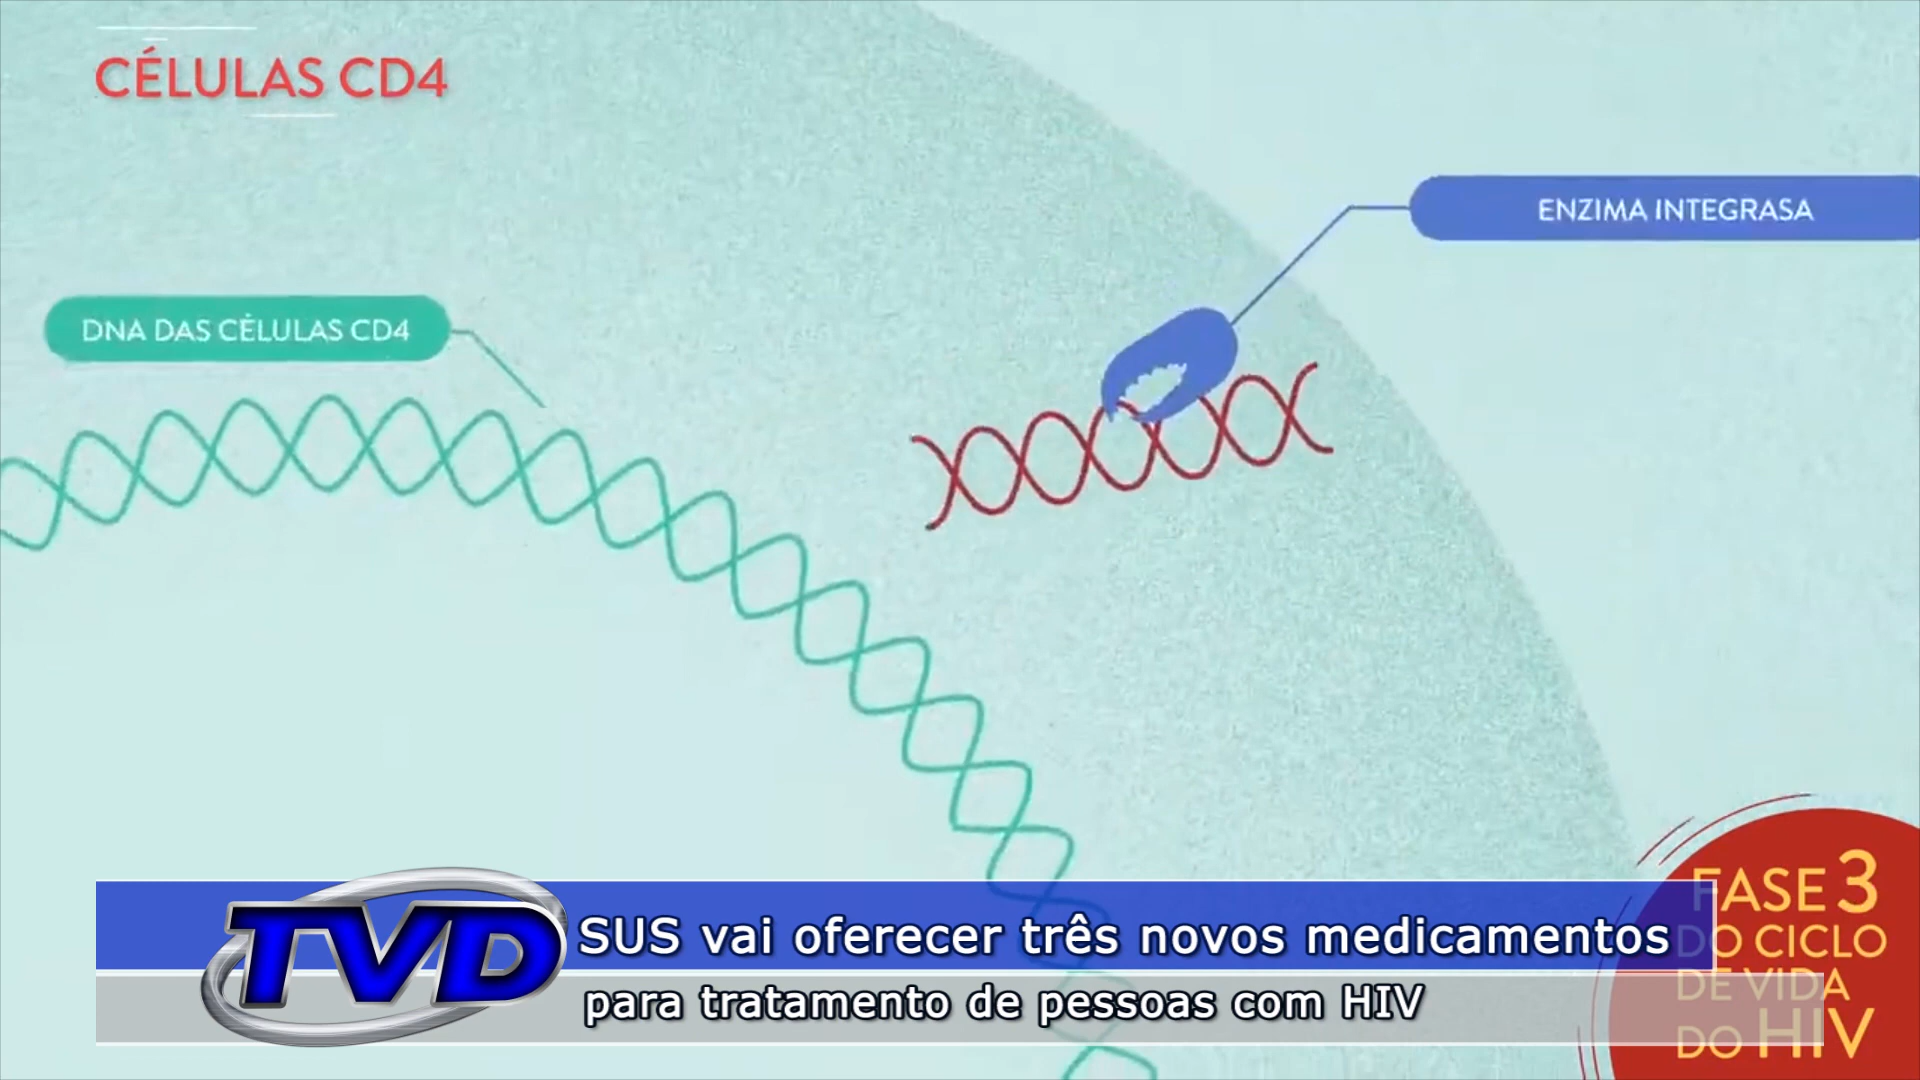 CÉLULAS CD4
ENZIMA INTEGRASA
DNA DAS CÉLULAS CD4
TVD
SUS vai oferecer três novos medicamentos
para tratamento de pessoas com HIV
FASE 3
DO CICLO
DE VIDA
DO HIV